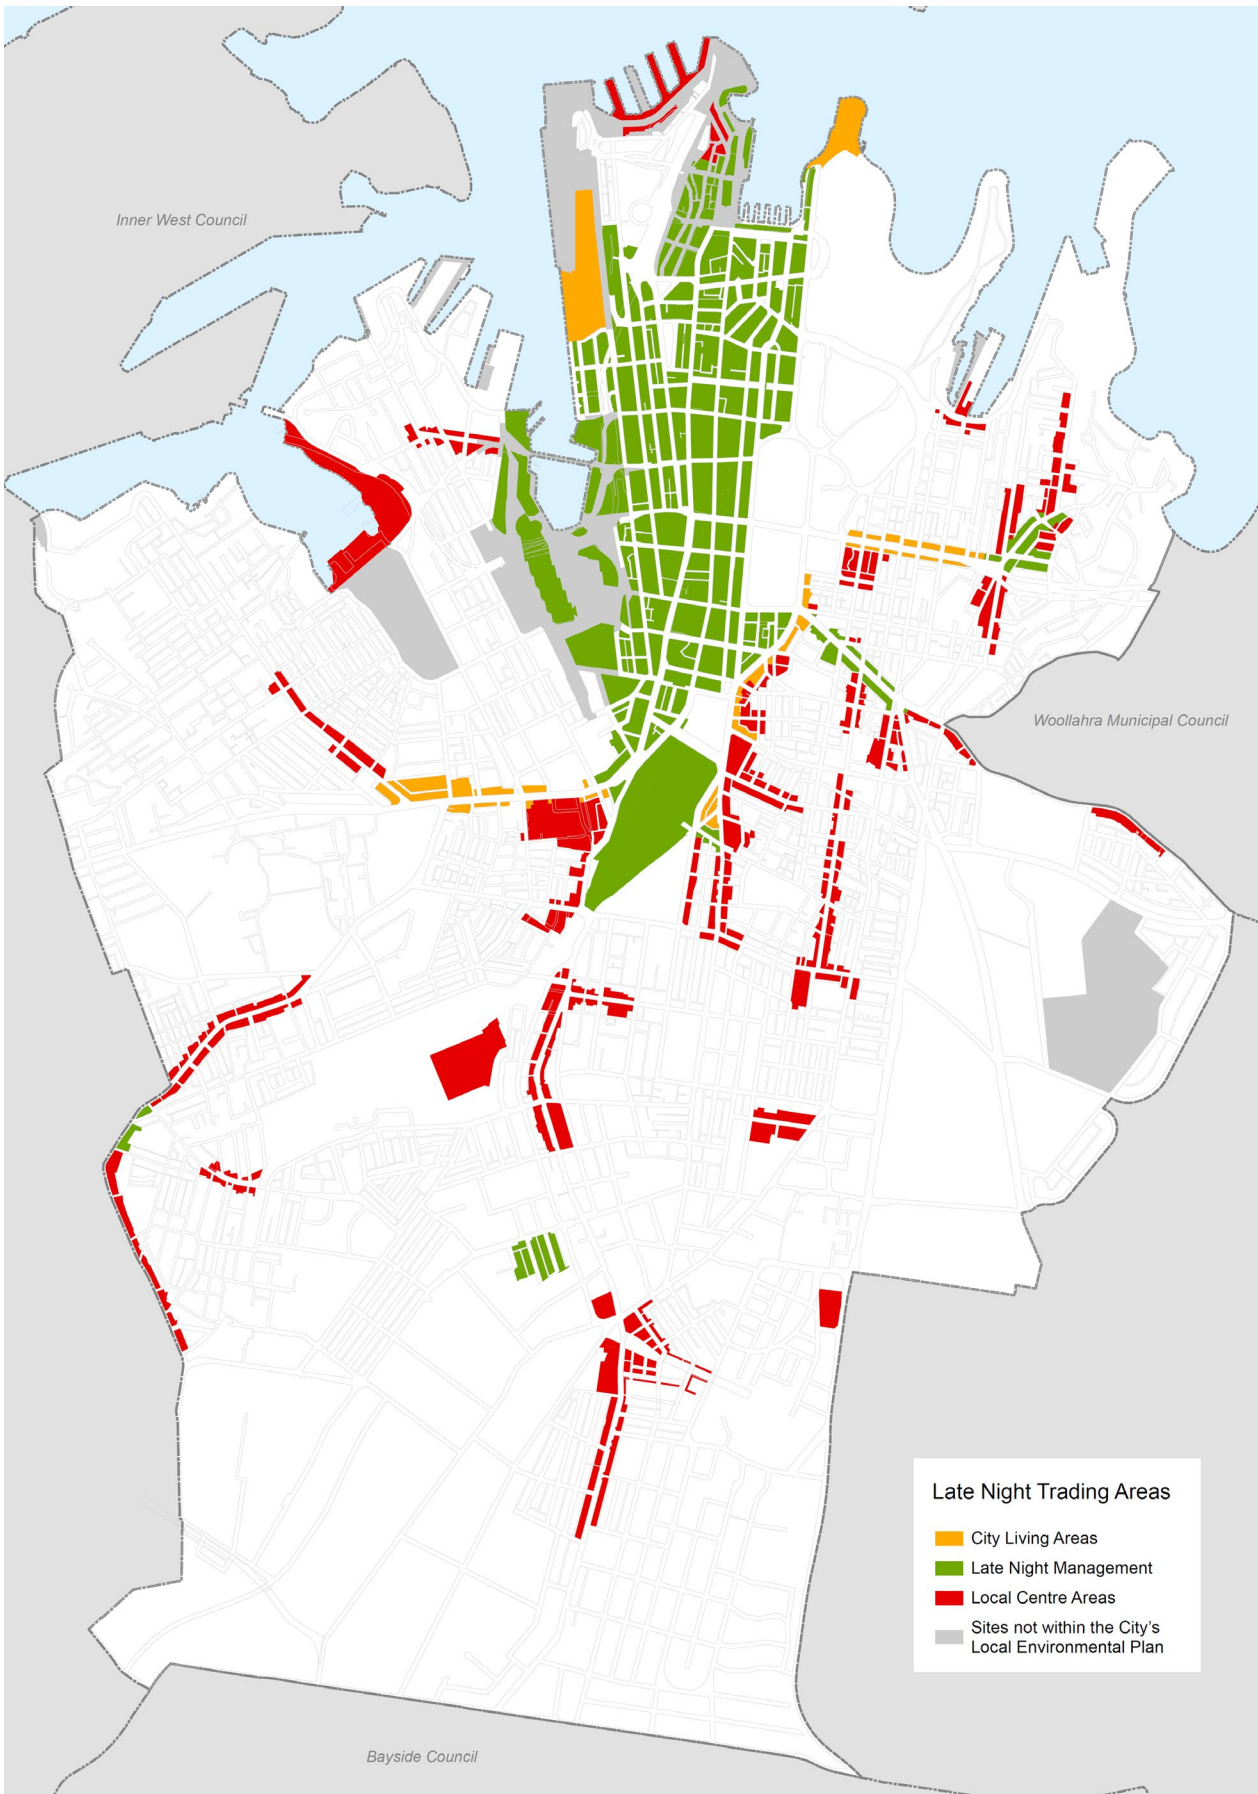 Inner West Council
Woollahra Municipal Council
Late Night Trading Areas
City Living Areas
Late Night Management
Local Centre Areas
Sites not within the City's
Local Environmental Plan
Bayside Council